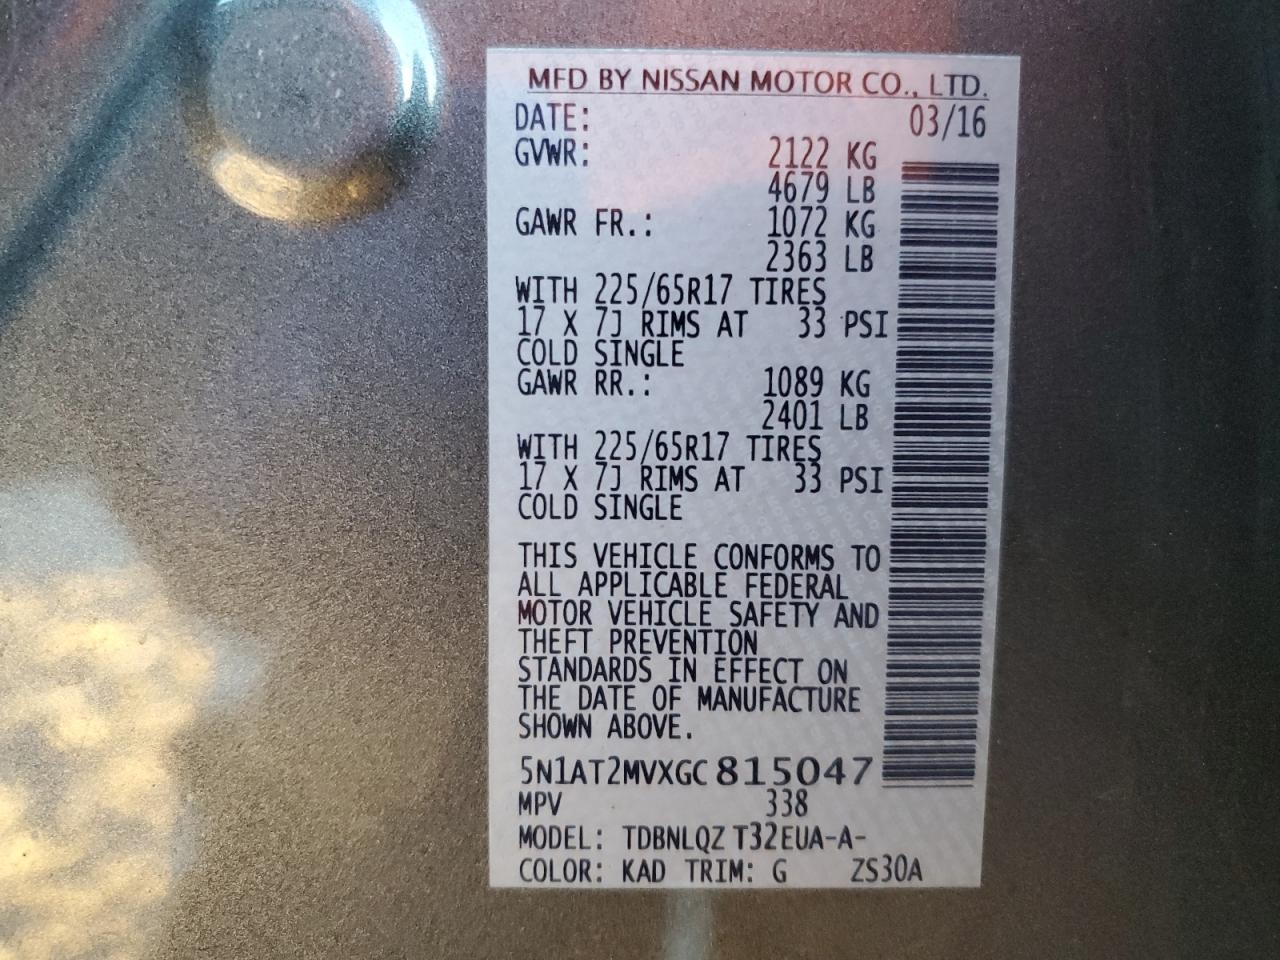 MFD BY NISSAN MOTOR CO., LTD.
DATE: 03/16
GVWR: 2122 KG
4679 LB
GAWR FR.: 1072 KG
2363 LB
WITH 225/65R17 TIRES
17 X 7J RIMS AT 33 PSI
COLD SINGLE
GAWR RR.: 1089 KG
2401 LB
WITH 225/65R17 TIRES
17 X 7J RIMS AT 33 PSI
COLD SINGLE
THIS VEHICLE CONFORMS TO
ALL APPLICABLE FEDERAL
MOTOR VEHICLE SAFETY AND
THEFT PREVENTION
STANDARDS IN EFFECT ON
THE DATE OF MANUFACTURE
SHOWN ABOVE.
5N1AT2MVXGC815047
MPV 338
MODEL: TDBNLQZ T32EUA-A-
COLOR: KAD TRIM: G ZS30A